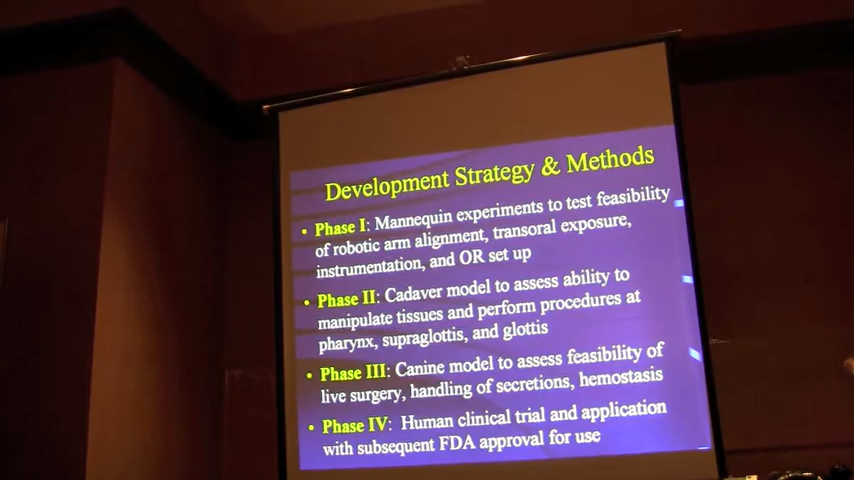 Development Strategy & Methods
• Phase I: Mannequin experiments to test feasibility
of robotic arm alignment, transoral exposure,
instrumentation, and OR set up
• Phase II: Cadaver model to assess ability to
manipulate tissues and perform procedures at
pharynx, supraglottis, and glottis
• Phase III: Canine model to assess feasibility of
live surgery, handling of secretions, hemostasis
• Phase IV: Human clinical trial and application
with subsequent FDA approval for use